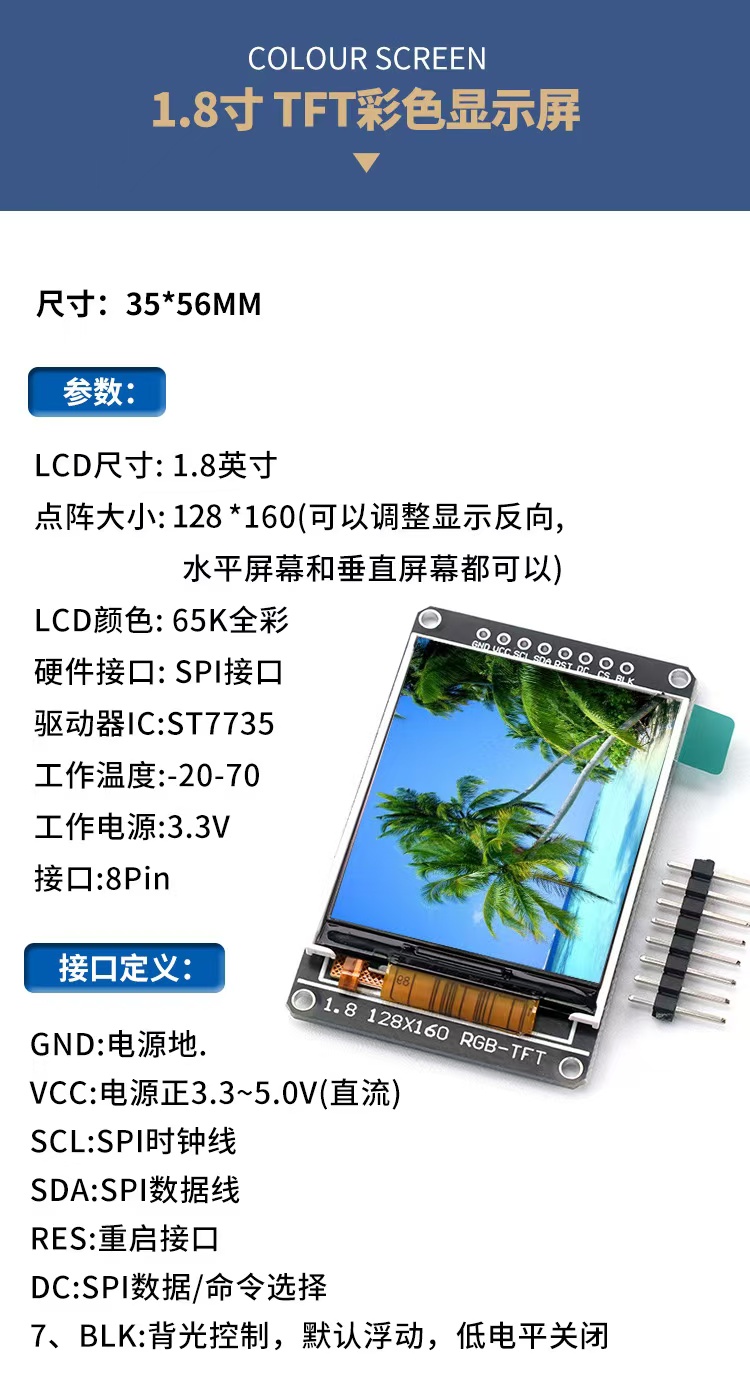 COLOUR SCREEN
1.8寸 TFT彩色显示屏
尺寸：35*56MM
参数：
LCD尺寸: 1.8英寸
点阵大小: 128 *160(可以调整显示反向,
水平屏幕和垂直屏幕都可以)
LCD颜色: 65K全彩
硬件接口: SPI接口
驱动器IC:ST7735
工作温度:-20-70
工作电源:3.3V
接口:8Pin
GND VCC SCL SDA RST DC CS BLK
98
1.8 128X160 RGB-TFT
接口定义：
GND:电源地.
VCC:电源正3.3~5.0V(直流)
SCL:SPI时钟线
SDA:SPI数据线
RES:重启接口
DC:SPI数据/命令选择
7、BLK:背光控制，默认浮动，低电平关闭